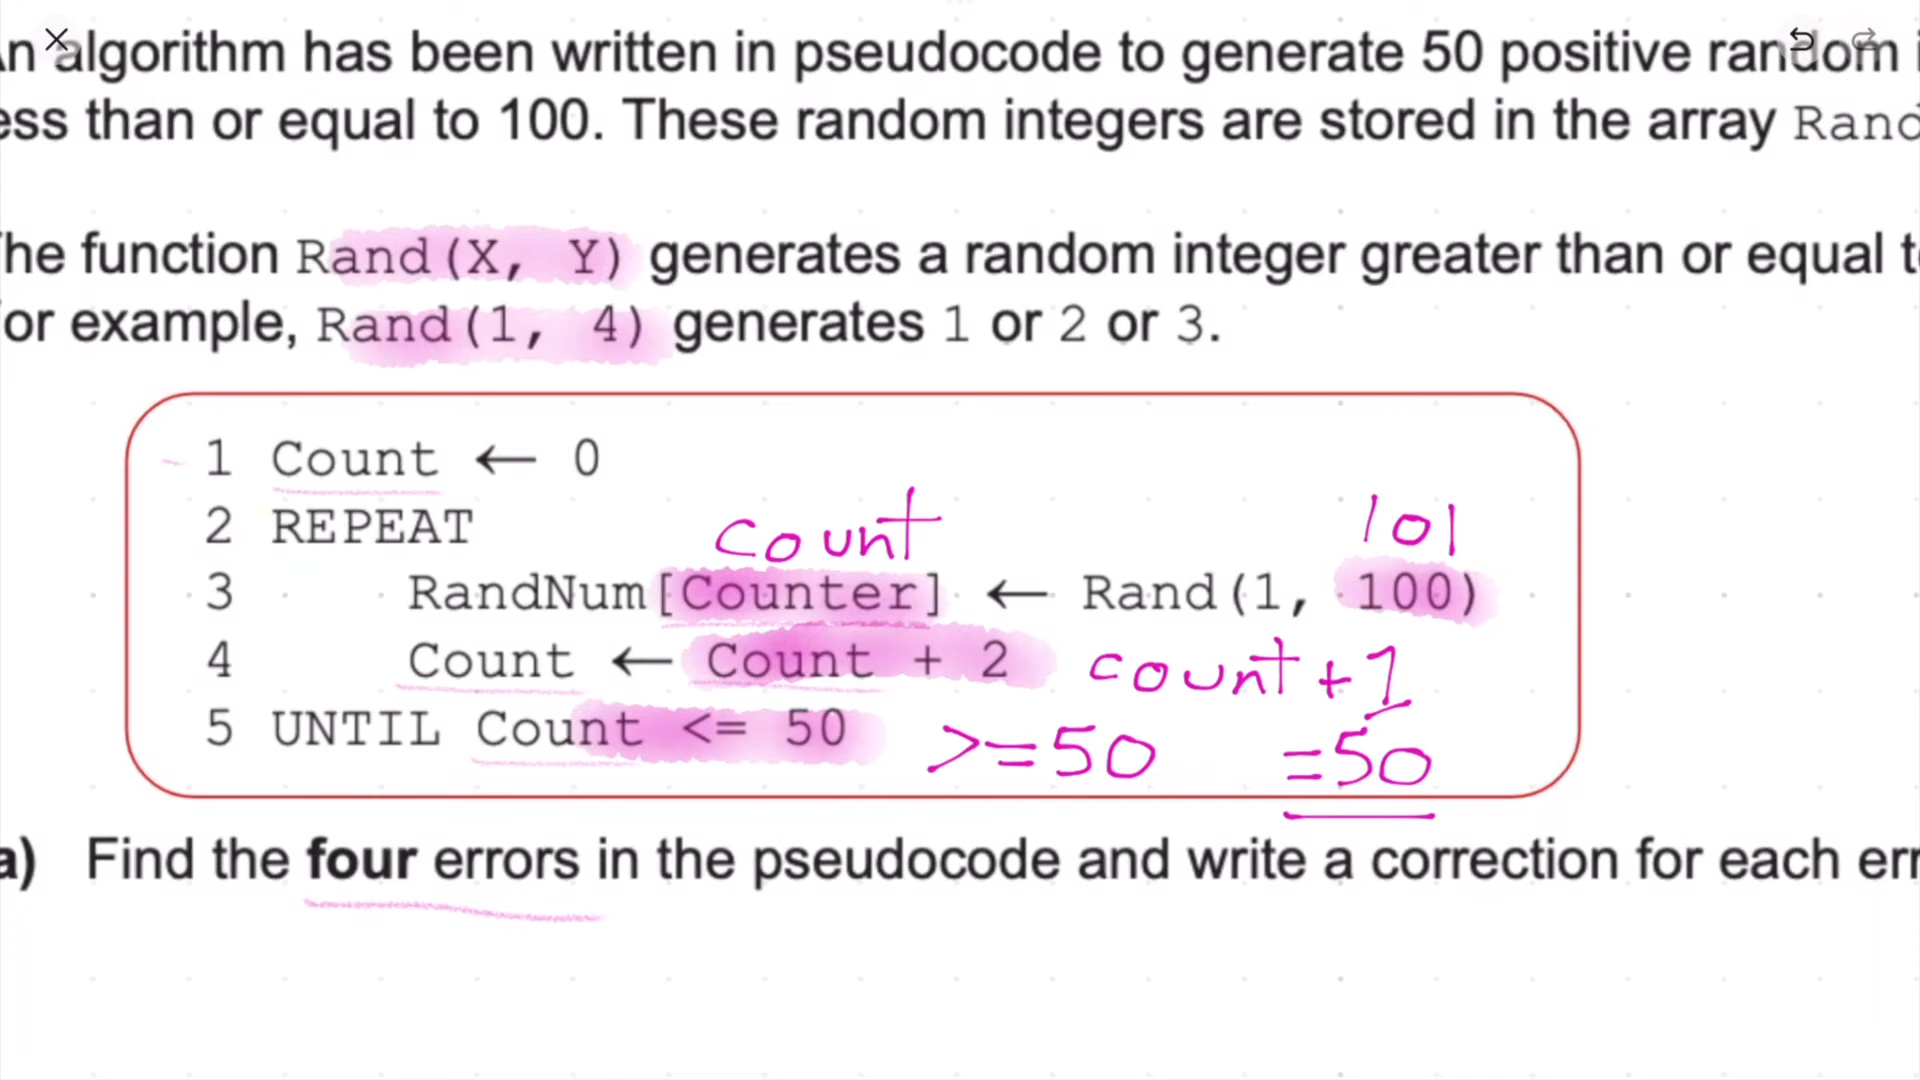 n algorithm has been written in pseudocode to generate 50 positive random i
ess than or equal to 100. These random integers are stored in the array Rand
he function Rand(X, Y) generates a random integer greater than or equal t
or example, Rand(1, 4) generates 1 or 2 or 3.
1 Count ← 0
2 REPEAT
count 101
3 RandNum[Counter] ← Rand(1, 100)
4 Count ← Count + 2 count+1
5 UNTIL Count <= 50 >=50 =50
a) Find the four errors in the pseudocode and write a correction for each err